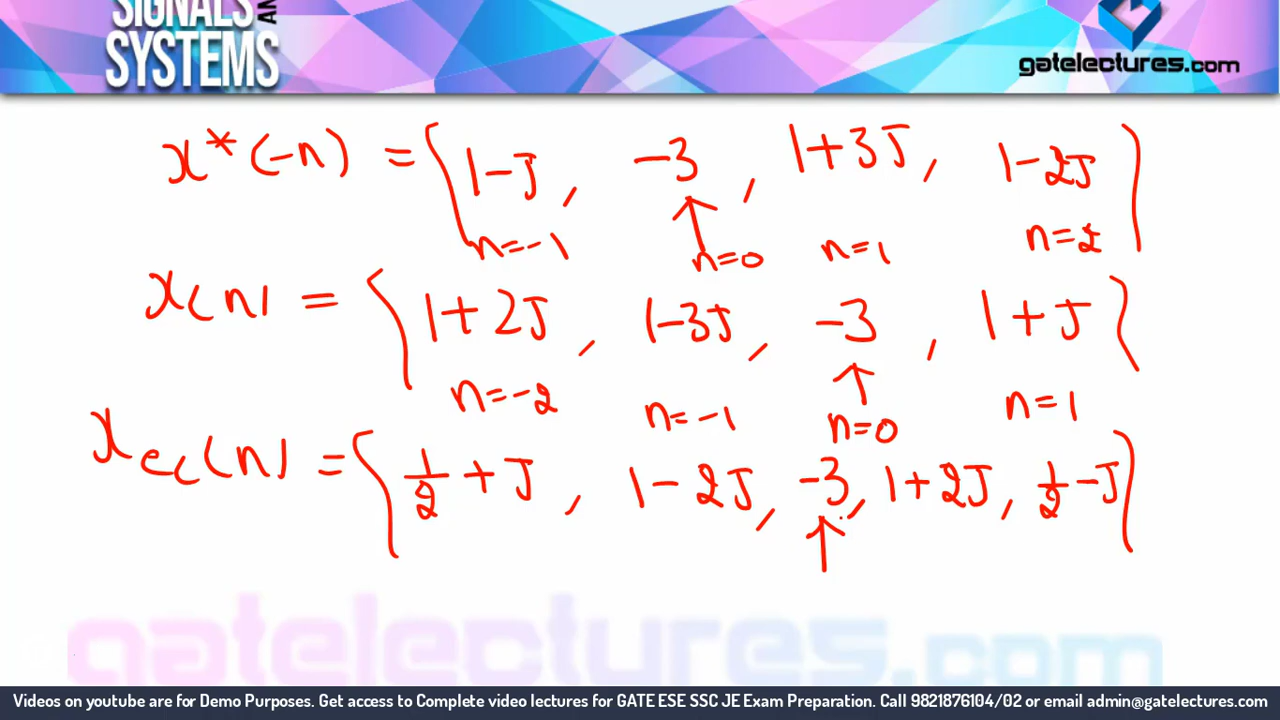 SIGNALS AN
SYSTEMS
gatelectures.com
x*(-n) = { 1-J, -3, 1+3J, 1-2J }
↑
n=-1 n=0 n=1 n=2
x(n) = { 1+2J, 1-3J, -3, 1+J }
↑
n=-2 n=-1 n=0 n=1
xec(n) = { 1/2+J, 1-2J, -3, 1+2J, 1/2-J }
↑
gatelectures.com
Videos on youtube are for Demo Purposes. Get access to Complete video lectures for GATE ESE SSC JE Exam Preparation. Call 9821876104/02 or email admin@gatelectures.com